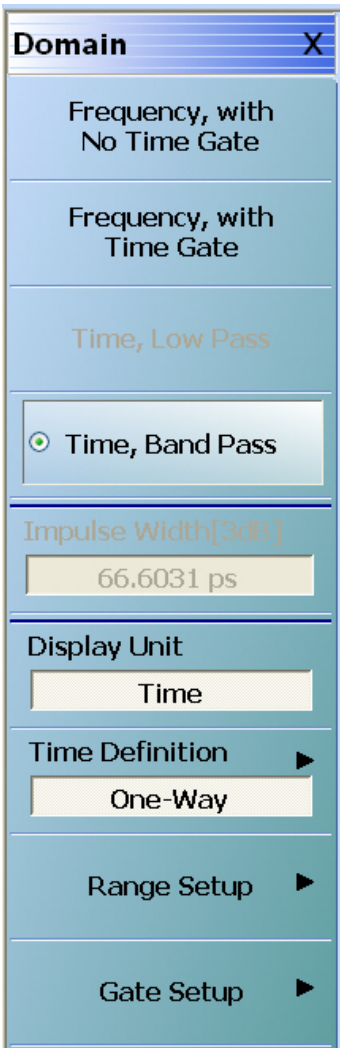 Domain X
Frequency, with
No Time Gate
Frequency, with
Time Gate
Time, Low Pass
Time, Band Pass
Impulse Width[3dB]
66.6031 ps
Display Unit
Time
Time Definition
One-Way
Range Setup
Gate Setup